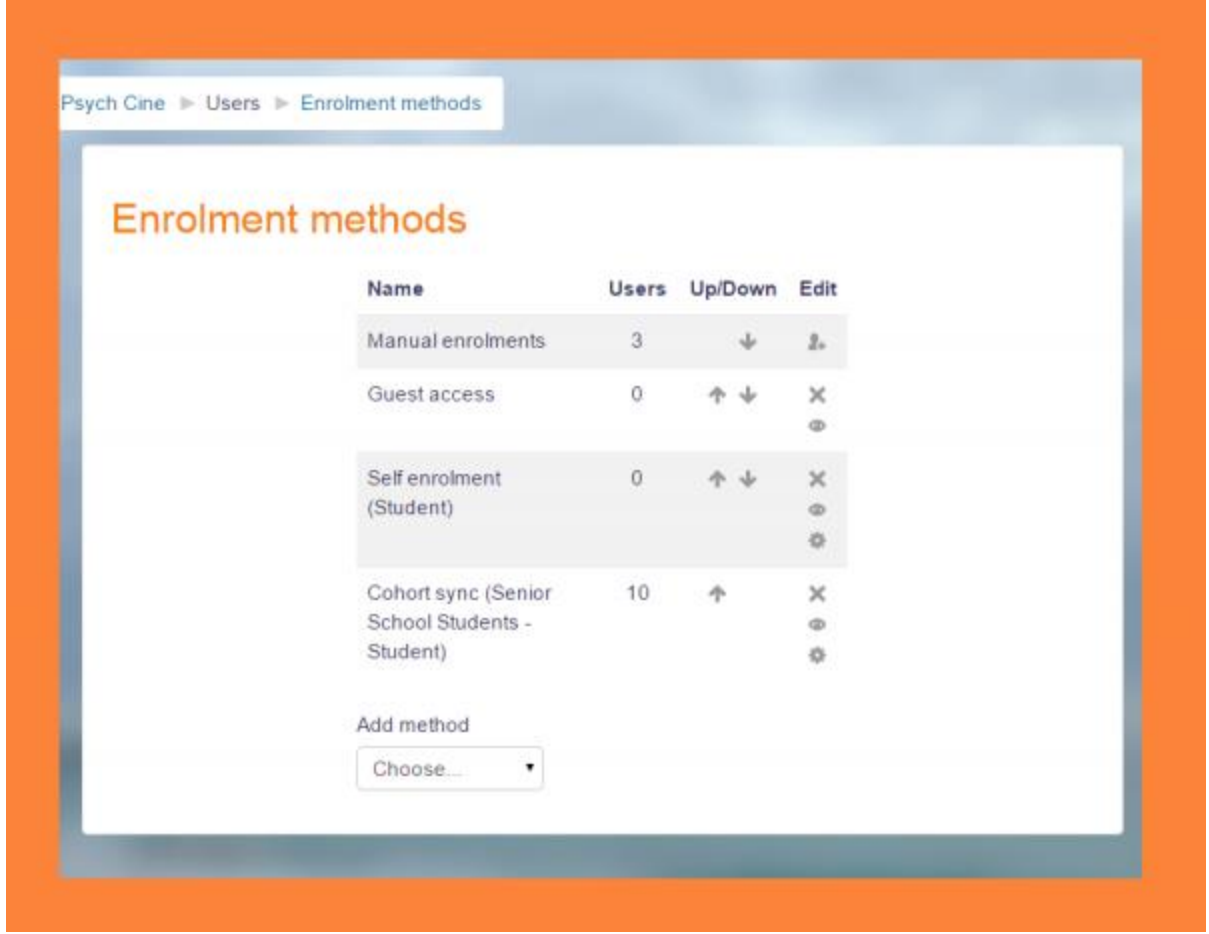 Psych Cine ► Users ► Enrolment methods
Enrolment methods
Name Users Up/Down Edit
Manual enrolments 3
Guest access 0
Self enrolment 0
(Student)
Cohort sync (Senior 10
School Students -
Student)
Add method
Choose...